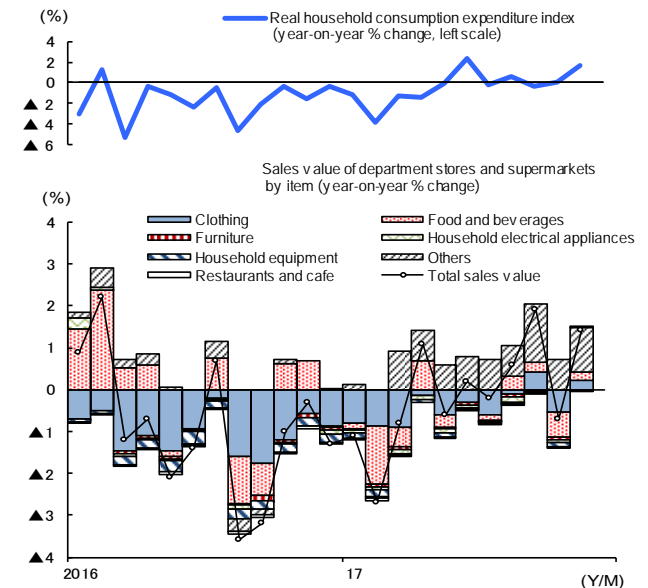 (%)
Real household consumption expenditure index
(year-on-year % change, left scale)
4
2
0
▲ 2
▲ 4
▲ 6
Sales value of department stores and supermarkets
by item (year-on-year % change)
(%)
Clothing
Food and beverages
Furniture
Household electrical appliances
Household equipment
Others
Restaurants and cafe
Total sales value
4
3
2
1
0
▲ 1
▲ 2
▲ 3
▲ 4
2016
17
(Y/M)